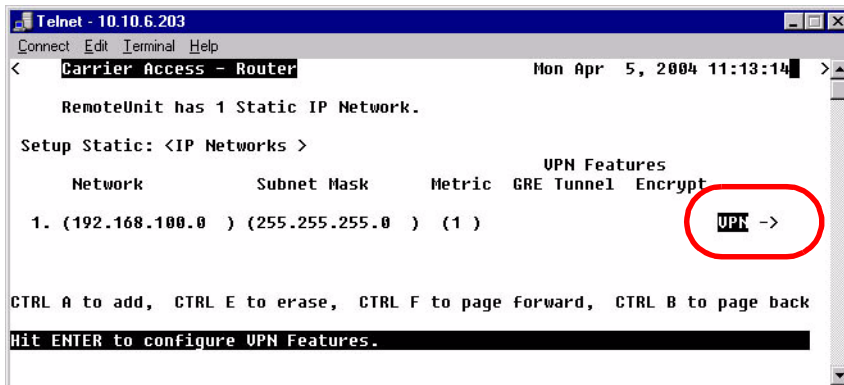 Telnet - 10.10.6.203
Connect Edit Terminal Help
< Carrier Access - Router Mon Apr 5, 2004 11:13:14 >
RemoteUnit has 1 Static IP Network.
Setup Static: <IP Networks >
VPN Features
Network Subnet Mask Metric GRE Tunnel Encrypt
1. (192.168.100.0 ) (255.255.255.0 ) (1 ) VPN ->
CTRL A to add, CTRL E to erase, CTRL F to page forward, CTRL B to page back
Hit ENTER to configure VPN Features.